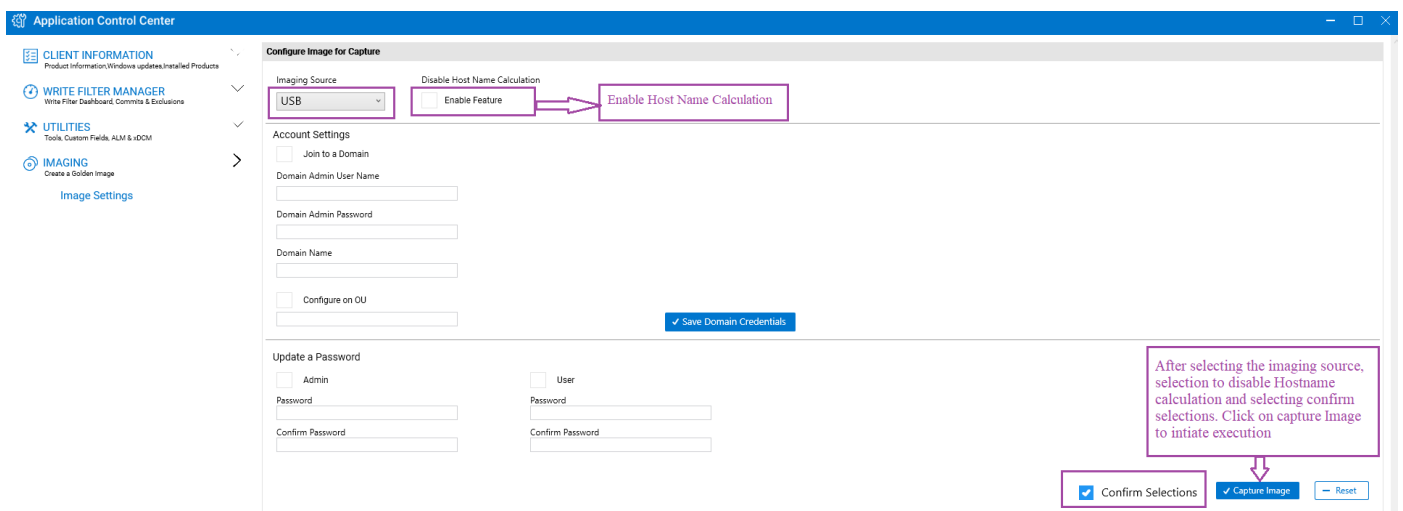 Application Control Center
CLIENT INFORMATION
Product Information,Windows updates,Installed Products
WRITE FILTER MANAGER
Write Filter Dashboard, Commits & Exclusions
UTILITIES
Tools, Custom Fields, ALM & xDCM
IMAGING
Create a Golden Image
Image Settings
Configure Image for Capture
Imaging Source
Disable Host Name Calculation
USB
Enable Feature
Enable Host Name Calculation
Account Settings
Join to a Domain
Domain Admin User Name
Domain Admin Password
Domain Name
Configure on OU
Save Domain Credentials
Update a Password
Admin
User
Password
Password
Confirm Password
Confirm Password
After selecting the imaging source,
selection to disable Hostname
calculation and selecting confirm
selections. Click on capture Image
to intiate execution
Confirm Selections
Capture Image
Reset